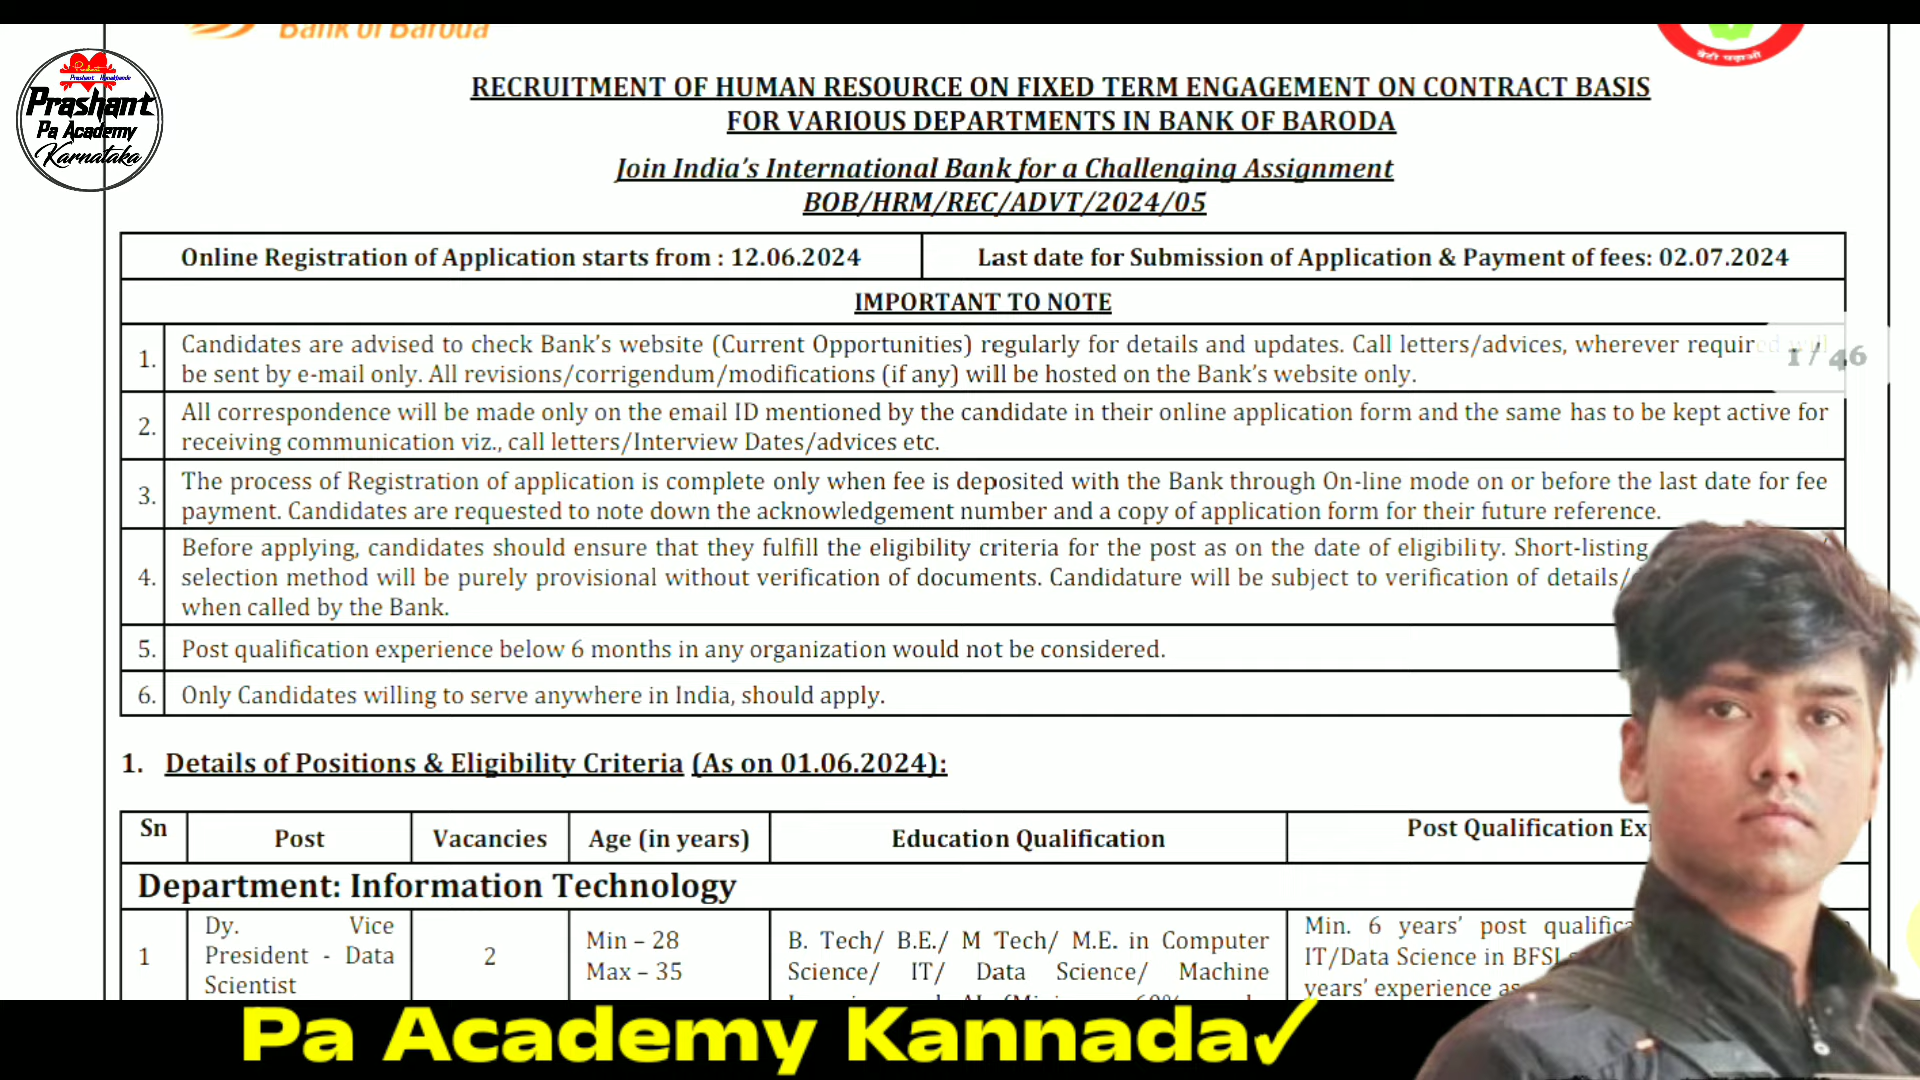 Bank of Baroda
बेटी पढ़ाओ
Prashant
Prashant
Pa Academy
Karnataka
RECRUITMENT OF HUMAN RESOURCE ON FIXED TERM ENGAGEMENT ON CONTRACT BASIS
FOR VARIOUS DEPARTMENTS IN BANK OF BARODA
Join India’s International Bank for a Challenging Assignment
BOB/HRM/REC/ADVT/2024/05
Online Registration of Application starts from : 12.06.2024
Last date for Submission of Application & Payment of fees: 02.07.2024
IMPORTANT TO NOTE
1. Candidates are advised to check Bank’s website (Current Opportunities) regularly for details and updates. Call letters/advices, wherever required will
be sent by e-mail only. All revisions/corrigendum/modifications (if any) will be hosted on the Bank’s website only.
1 / 46
2. All correspondence will be made only on the email ID mentioned by the candidate in their online application form and the same has to be kept active for
receiving communication viz., call letters/Interview Dates/advices etc.
3. The process of Registration of application is complete only when fee is deposited with the Bank through On-line mode on or before the last date for fee
payment. Candidates are requested to note down the acknowledgement number and a copy of application form for their future reference.
4. Before applying, candidates should ensure that they fulfill the eligibility criteria for the post as on the date of eligibility. Short-listing
selection method will be purely provisional without verification of documents. Candidature will be subject to verification of details/
when called by the Bank.
5. Post qualification experience below 6 months in any organization would not be considered.
6. Only Candidates willing to serve anywhere in India, should apply.
1. Details of Positions & Eligibility Criteria (As on 01.06.2024):
Sn
Post
Vacancies
Age (in years)
Education Qualification
Post Qualification
Department: Information Technology
1
Dy. Vice
President - Data
Scientist
2
Min – 28
Max – 35
B. Tech/ B.E./ M Tech/ M.E. in Computer
Science/ IT/ Data Science/ Machine
Min. 6 years’ post
IT/Data Science in BFSI
years’ experience
Pa Academy Kannada✓